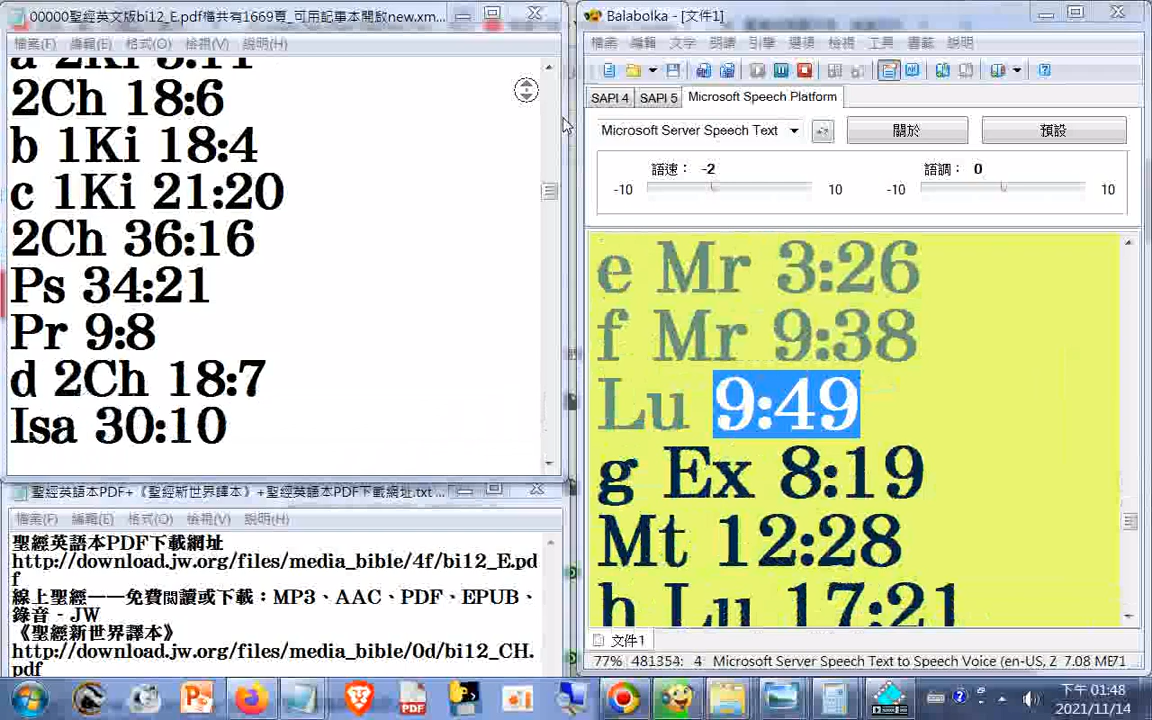 00000聖經英文版bi12_E.pdf檔共有1669頁_可用記事本開啟new.xm...
檔案(F) 編輯(E) 格式(O) 檢視(V) 說明(H)
a 2Ki 3:11
2Ch 18:6
b 1Ki 18:4
c 1Ki 21:20
2Ch 36:16
Ps 34:21
Pr 9:8
d 2Ch 18:7
Isa 30:10
聖經英語本PDF+《聖經新世界譯本》+聖經英語本PDF下載網址.txt ...
檔案(F) 編輯(E) 格式(O) 檢視(V) 說明(H)
聖經英語本PDF下載網址
http://download.jw.org/files/media_bible/4f/bi12_E.pd
f
線上聖經——免費閱讀或下載：MP3、AAC、PDF、EPUB、
錄音 - JW
《聖經新世界譯本》
http://download.jw.org/files/media_bible/0d/bi12_CH.
pdf
Balabolka - [文件1]
檔案 編輯 文字 朗讀 引擎 選項 檢視 工具 書籤 說明
SAPI 4 SAPI 5 Microsoft Speech Platform
Microsoft Server Speech Text
關於
預設
語速： -2
語調： 0
-10 10 -10 10
e Mr 3:26
f Mr 9:38
Lu 9:49
g Ex 8:19
Mt 12:28
h Lu 17:21
文件1
77% 481354: 4 Microsoft Server Speech Text to Speech Voice (en-US, Z 7.08 MB
下午 01:48
2021/11/14